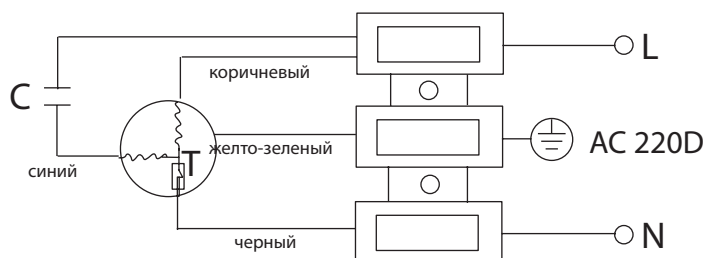 L
коричневый
C
T
желто-зеленый
AC 220D
синий
черный
N